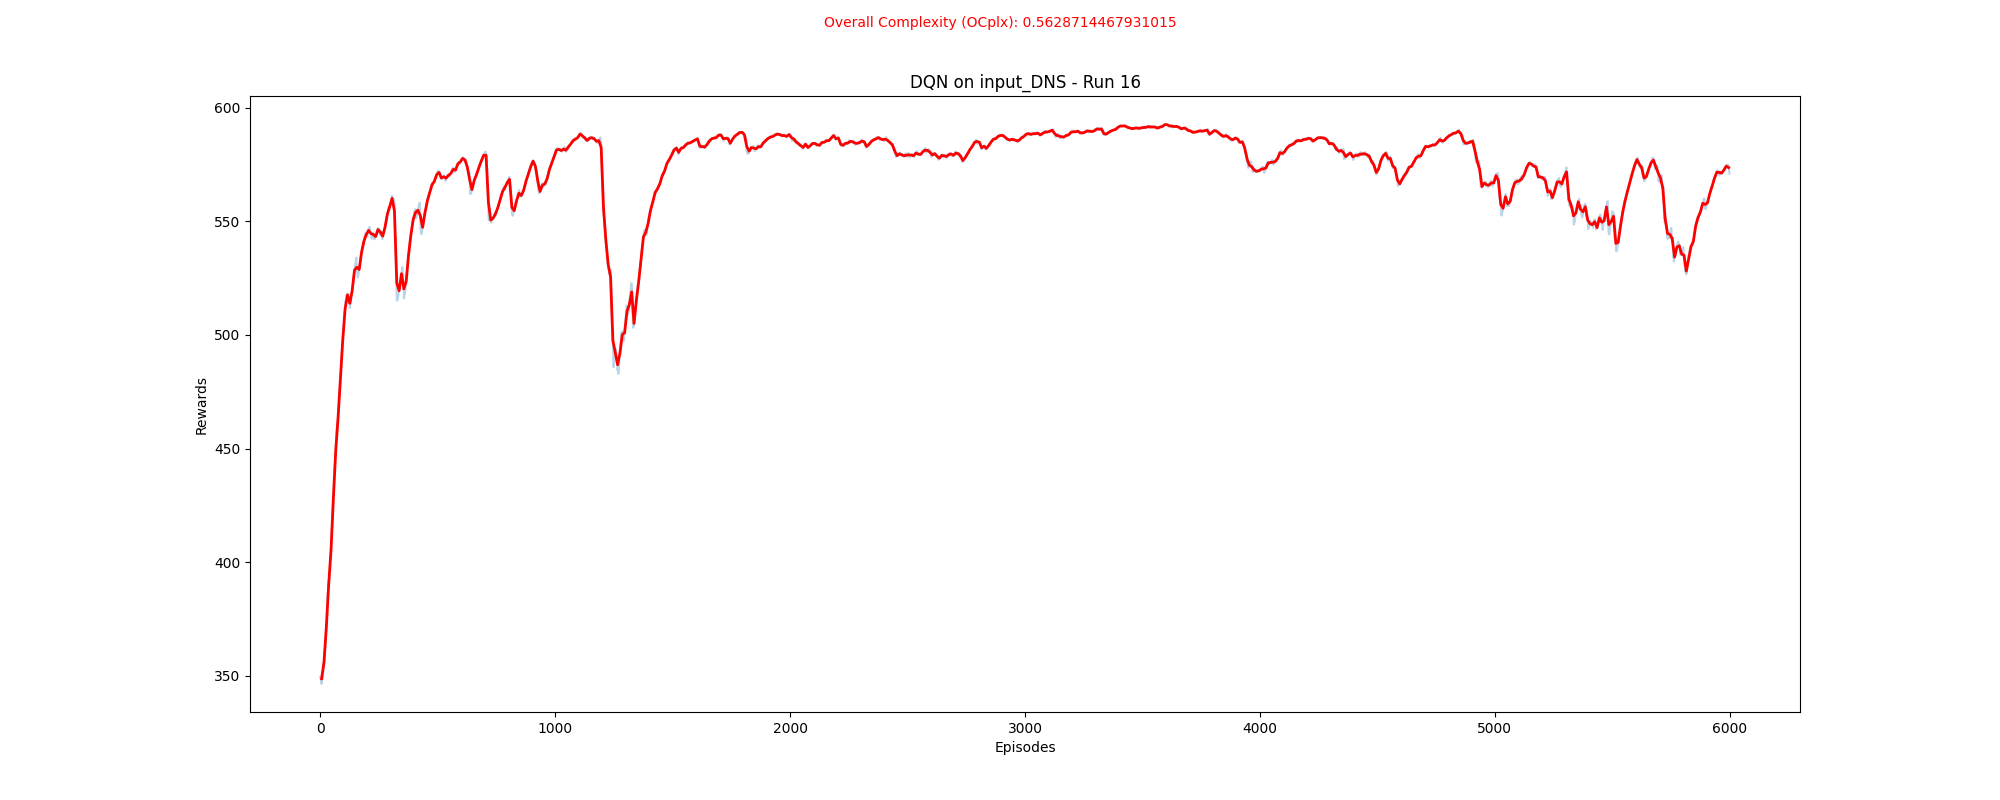 Overall Complexity (OCplx): 0.5628714467931015
DQN on input_DNS - Run 16
600
550
500
450
400
350
Rewards
0 1000 2000 3000 4000 5000 6000
Episodes